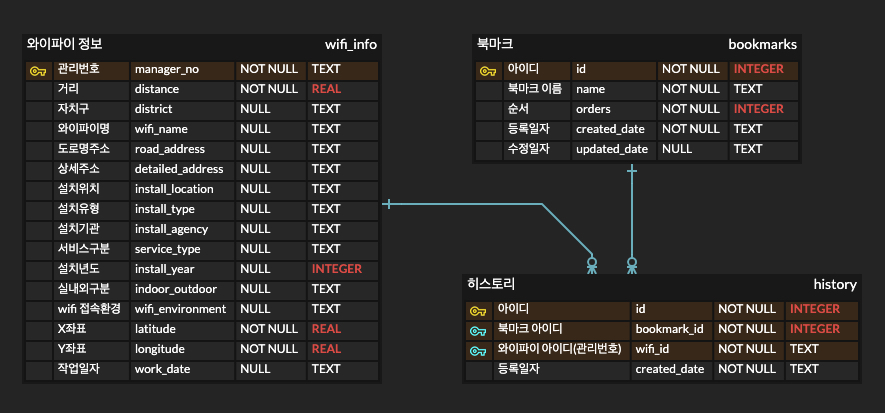 와이파이 정보 wifi_info
관리번호 manager_no NOT NULL TEXT
거리 distance NOT NULL REAL
자치구 district NULL TEXT
와이파이명 wifi_name NULL TEXT
도로명주소 road_address NULL TEXT
상세주소 detailed_address NULL TEXT
설치위치 install_location NULL TEXT
설치유형 install_type NULL TEXT
설치기관 install_agency NULL TEXT
서비스구분 service_type NULL TEXT
설치년도 install_year NULL INTEGER
실내외구분 indoor_outdoor NULL TEXT
wifi 접속환경 wifi_environment NULL TEXT
X좌표 latitude NOT NULL REAL
Y좌표 longitude NOT NULL REAL
작업일자 work_date NULL TEXT
북마크 bookmarks
아이디 id NOT NULL INTEGER
북마크 이름 name NOT NULL TEXT
순서 orders NOT NULL INTEGER
등록일자 created_date NOT NULL TEXT
수정일자 updated_date NULL TEXT
히스토리 history
아이디 id NOT NULL INTEGER
북마크 아이디 bookmark_id NOT NULL INTEGER
와이파이 아이디(관리번호) wifi_id NOT NULL TEXT
등록일자 created_date NOT NULL TEXT